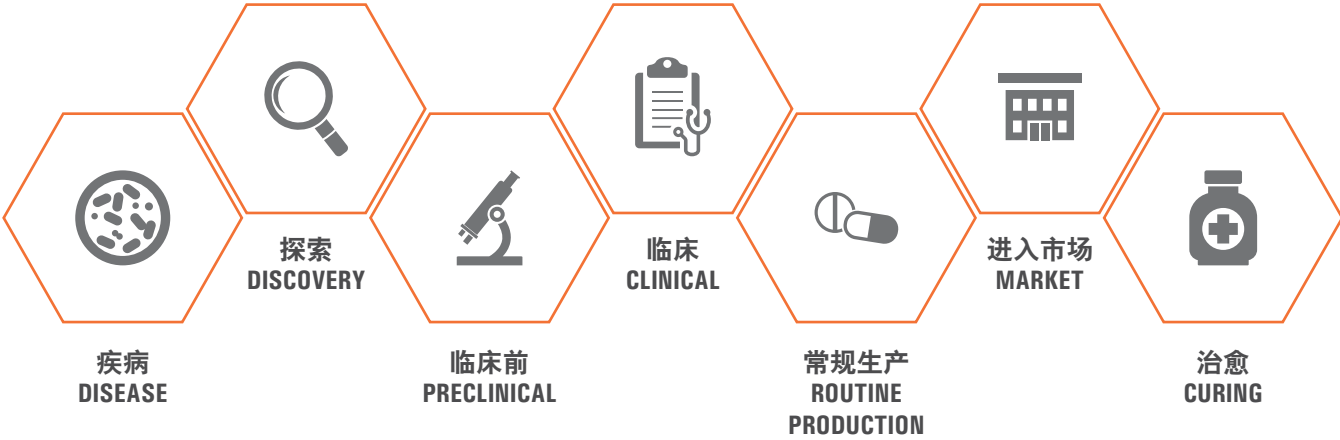 疾病
DISEASE
探索
DISCOVERY
临床前
PRECLINICAL
临床
CLINICAL
常规生产
ROUTINE
PRODUCTION
进入市场
MARKET
治愈
CURING